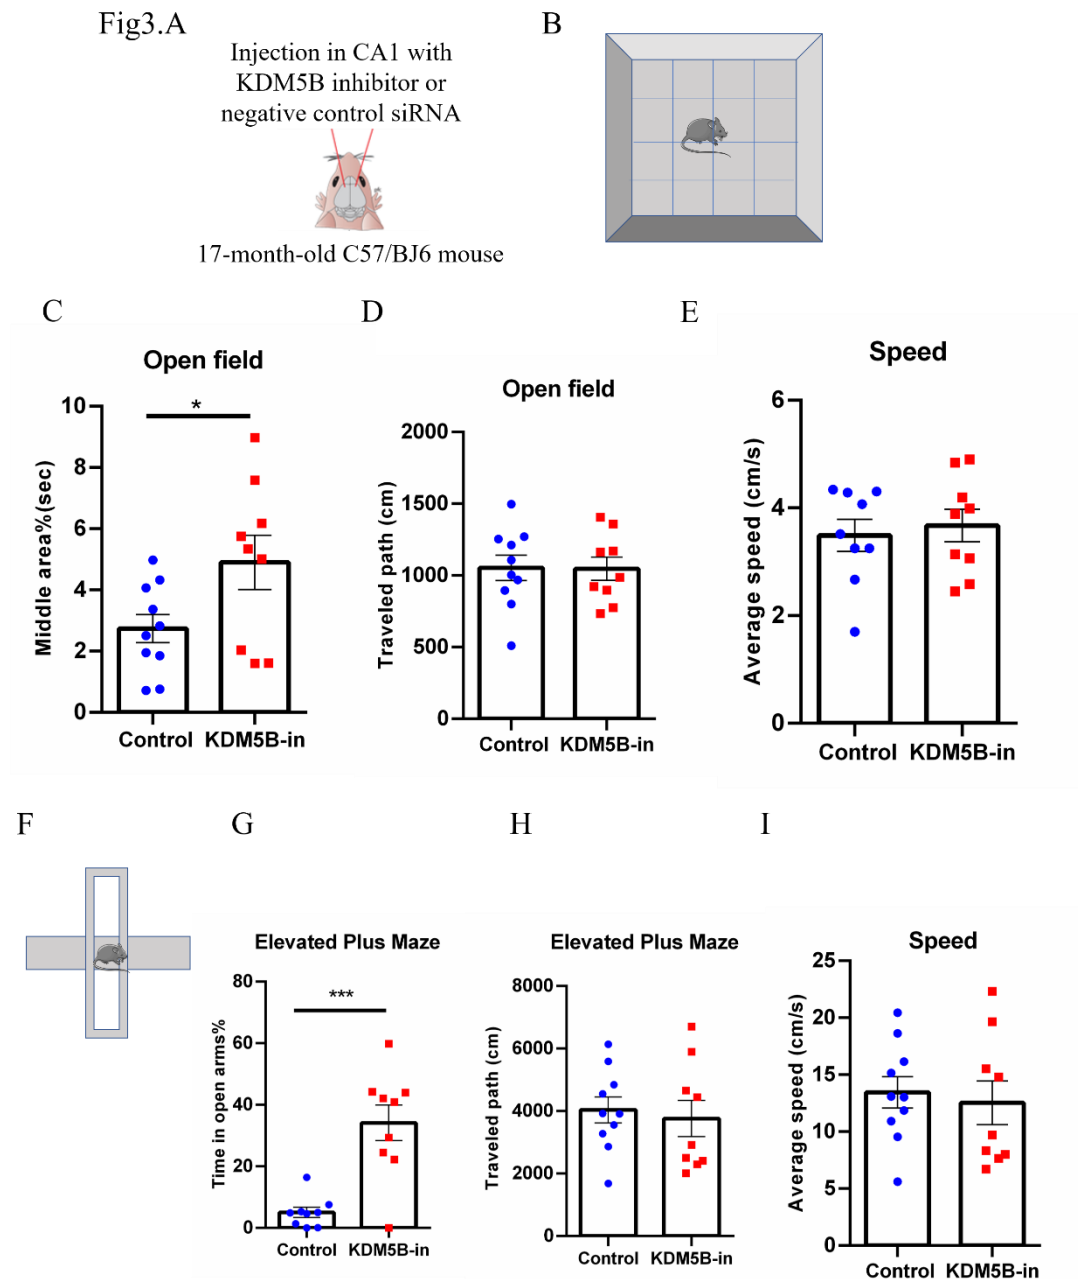 Fig3.A
Injection in CA1 with
KDM5B inhibitor or
negative control siRNA
17-month-old C57/BJ6 mouse
B
C
Open field
*
Middle area%(sec)
10
8
6
4
2
0
Control
KDM5B-in
D
Open field
Traveled path (cm)
2000
1500
1000
500
0
Control
KDM5B-in
E
Speed
Average speed (cm/s)
6
4
2
0
Control
KDM5B-in
F
G
Elevated Plus Maze
***
Time in open arms%
80
60
40
20
0
Control
KDM5B-in
H
Elevated Plus Maze
Traveled path (cm)
8000
6000
4000
2000
0
Control
KDM5B-in
I
Speed
Average speed (cm/s)
25
20
15
10
5
0
Control
KDM5B-in